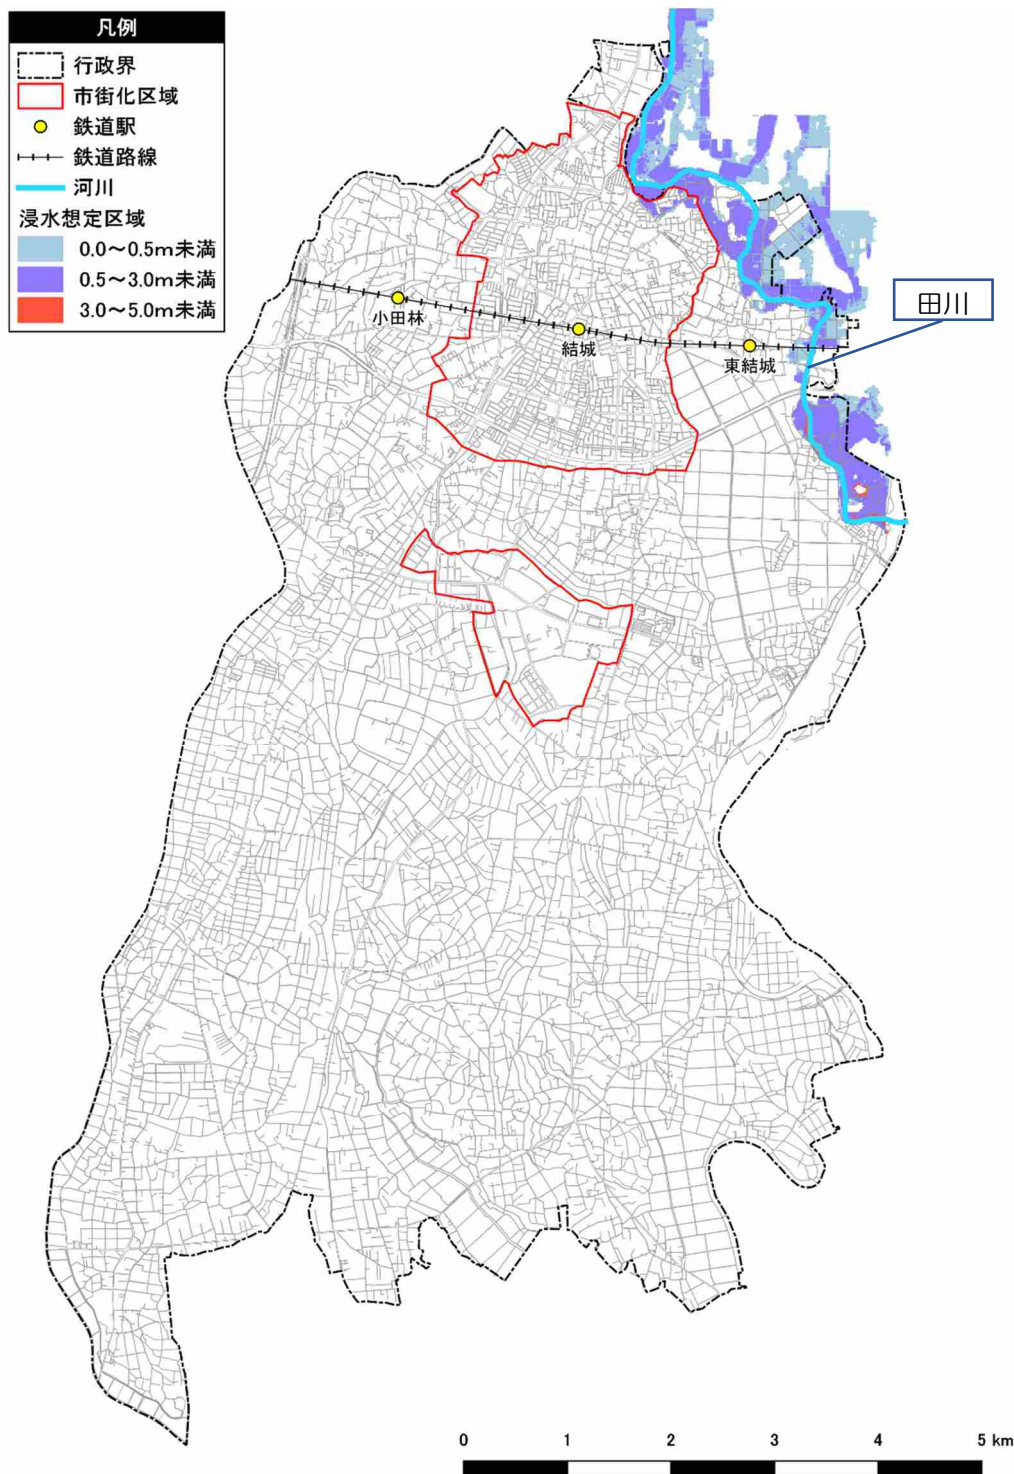 凡例
行政界
市街化区域
鉄道駅
鉄道路線
河川
浸水想定区域
0.0～0.5m未満
0.5～3.0m未満
3.0～5.0m未満
田川
小田林
結城
東結城
0 1 2 3 4 5 km